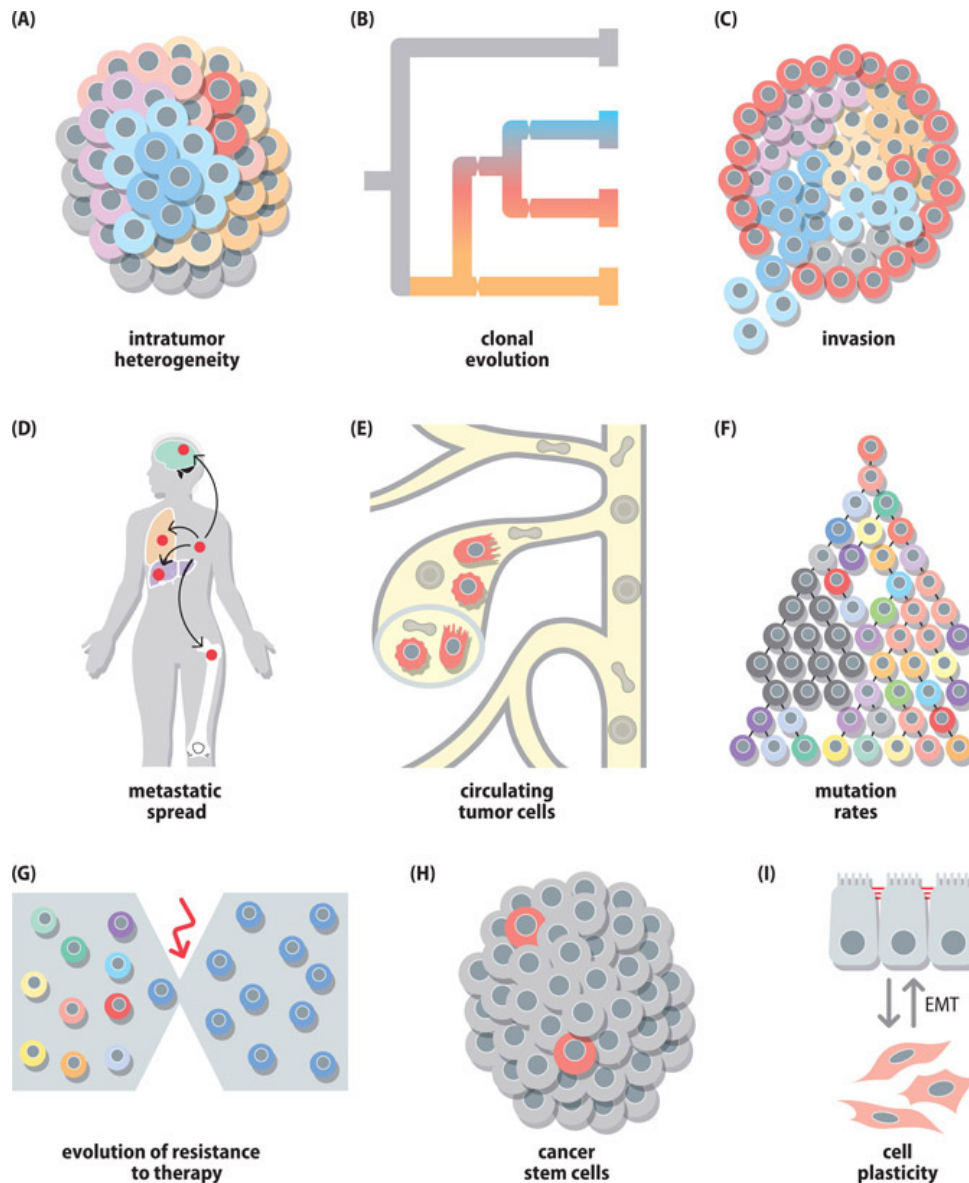 (A)
intratumor
heterogeneity
(B)
clonal
evolution
(C)
invasion
(D)
metastatic
spread
(E)
circulating
tumor cells
(F)
mutation
rates
(G)
evolution of resistance
to therapy
(H)
cancer
stem cells
(I)
EMT
cell
plasticity